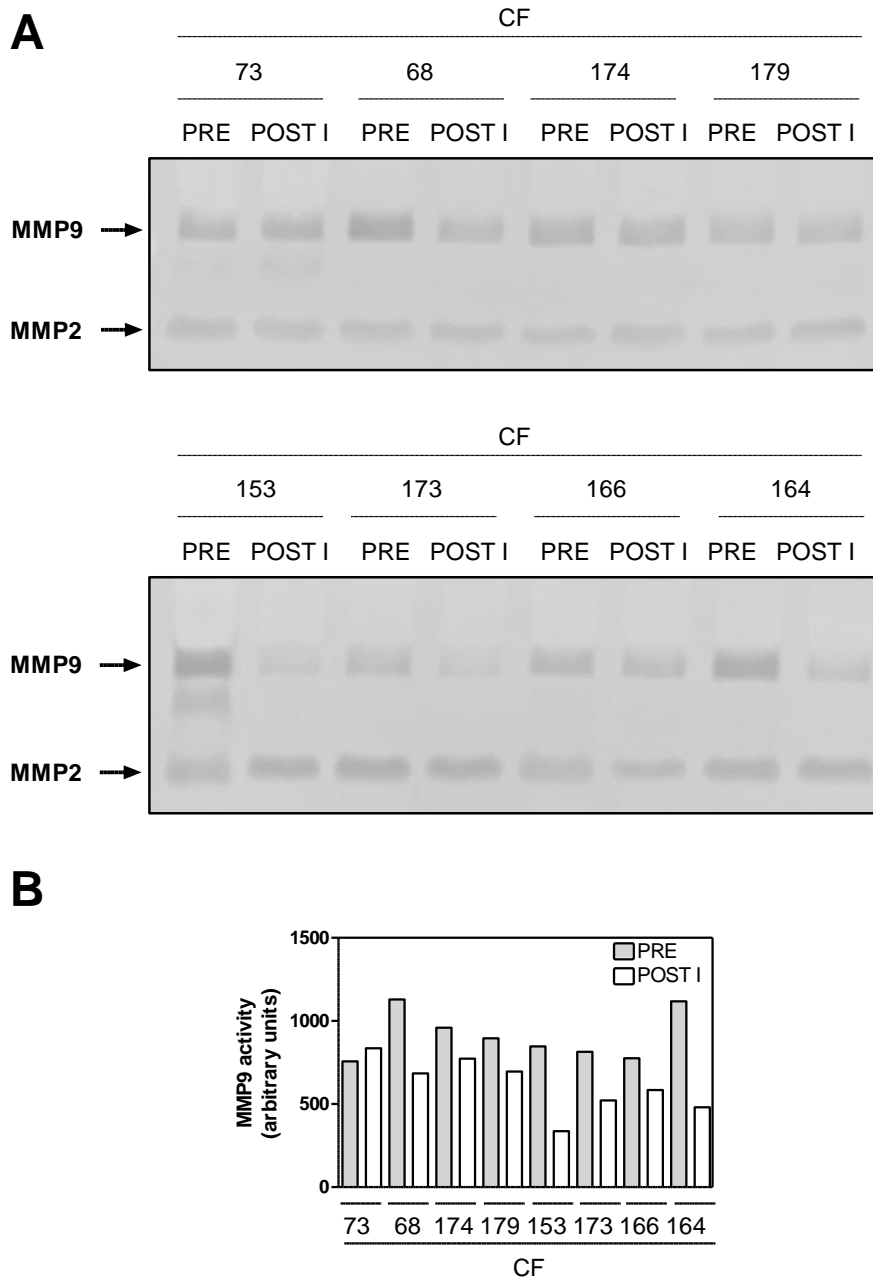 A
CF
73 68 174 179
PRE POST I PRE POST I PRE POST I PRE POST I
MMP9
MMP2
CF
153 173 166 164
PRE POST I PRE POST I PRE POST I PRE POST I
MMP9
MMP2
B
1500
1000
500
0
MMP9 activity
(arbitrary units)
PRE
POST I
73 68 174 179 153 173 166 164
CF